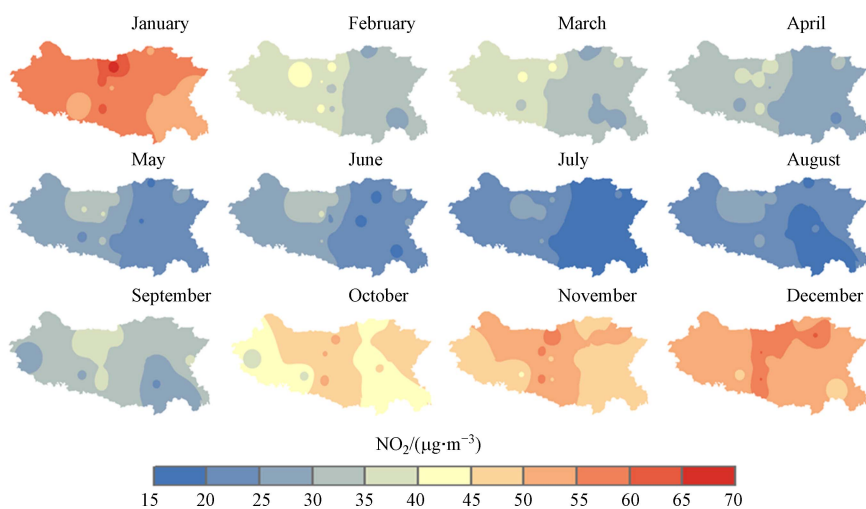 January February March April
May June July August
September October November December
NO₂/(μg·m⁻³)
15 20 25 30 35 40 45 50 55 60 65 70